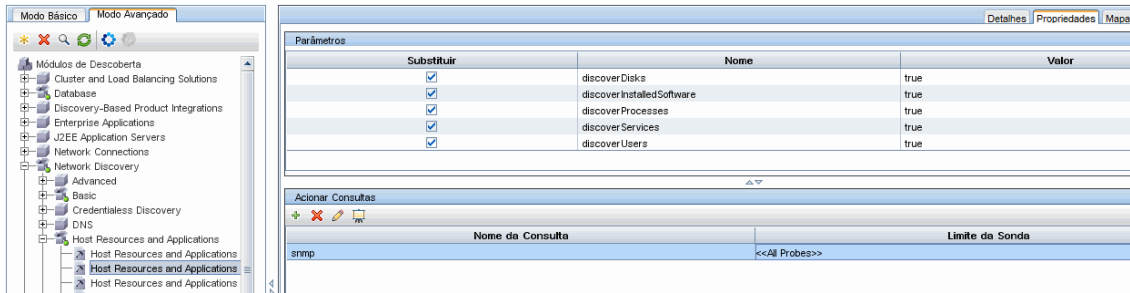 Modo Básico Modo Avançado
Módulos de Descoberta
Cluster and Load Balancing Solutions
Database
Discovery-Based Product Integrations
Enterprise Applications
J2EE Application Servers
Network Connections
Network Discovery
Advanced
Basic
Credentialess Discovery
DNS
Host Resources and Applications
Host Resources and Applications
Host Resources and Applications
Host Resources and Applications
Detalhes Propriedades Mapa
Parâmetros
Substituir Nome Valor
discoverDisks true
discoverInstalledSoftware true
discoverProcesses true
discoverServices true
discoverUsers true
Acionar Consultas
Nome da Consulta Limite da Sonda
snmp <<All Probes>>